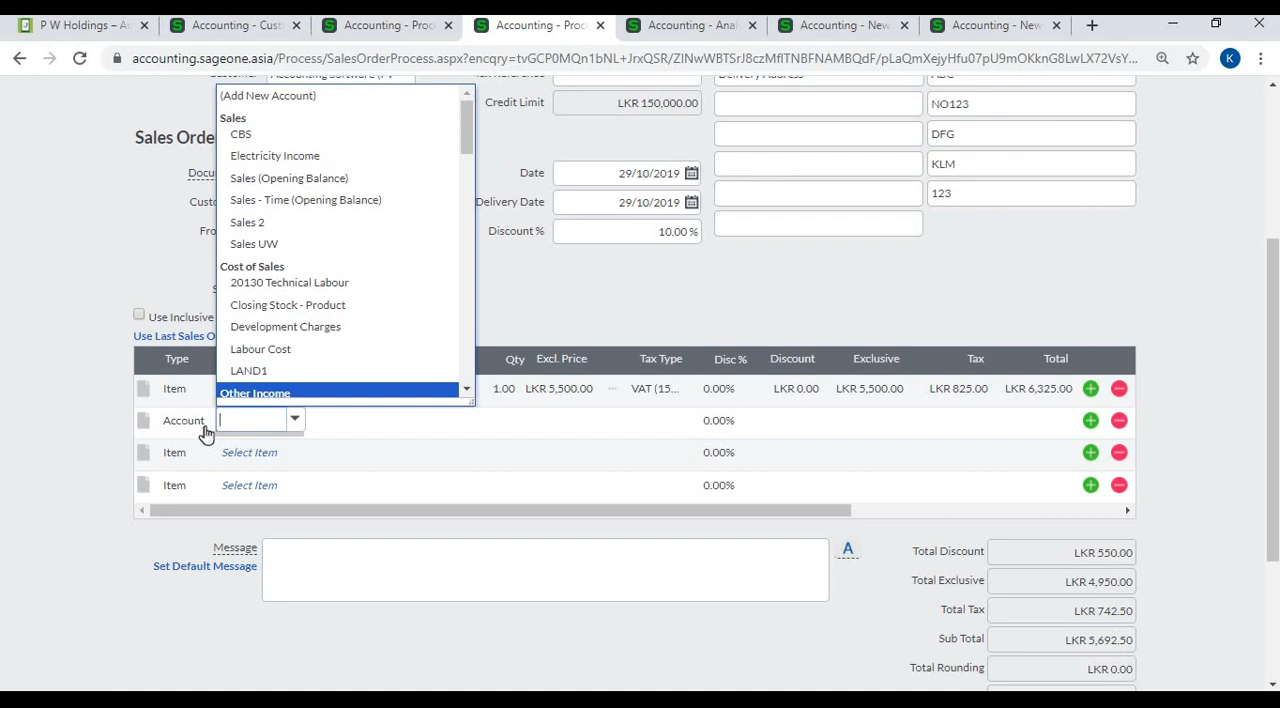 P W Holdings - A
Accounting - Cust
Accounting - Proc
Accounting - Proc
Accounting - Anal
Accounting - New
Accounting - New
accounting.sageone.asia/Process/SalesOrderProcess.aspx?
K
Credit Limit
LKR 150,000.00
ABC
NO123
DFG
KLM
123
(Add New Account)
Sales
CBS
Electricity Income
Sales (Opening Balance)
Sales - Time (Opening Balance)
Sales 2
Sales UW
Cost of Sales
20130 Technical Labour
Closing Stock - Product
Development Charges
Labour Cost
LAND1
Other Income
Sales Orde
Docu
Custo
Fro
S
Date
29/10/2019
Delivery Date
29/10/2019
Discount %
10.00 %
Use Inclusive
Use Last Sales O
Type Qty Excl. Price Tax Type Disc % Discount Exclusive Tax Total
Item 1.00 LKR 5,500.00 ... VAT (15... 0.00% LKR 0.00 LKR 5,500.00 LKR 825.00 LKR 6,325.00
Account 0.00%
Item Select Item 0.00%
Item Select Item 0.00%
Message
Set Default Message
A
Total Discount LKR 550.00
Total Exclusive LKR 4,950.00
Total Tax LKR 742.50
Sub Total LKR 5,692.50
Total Rounding LKR 0.00